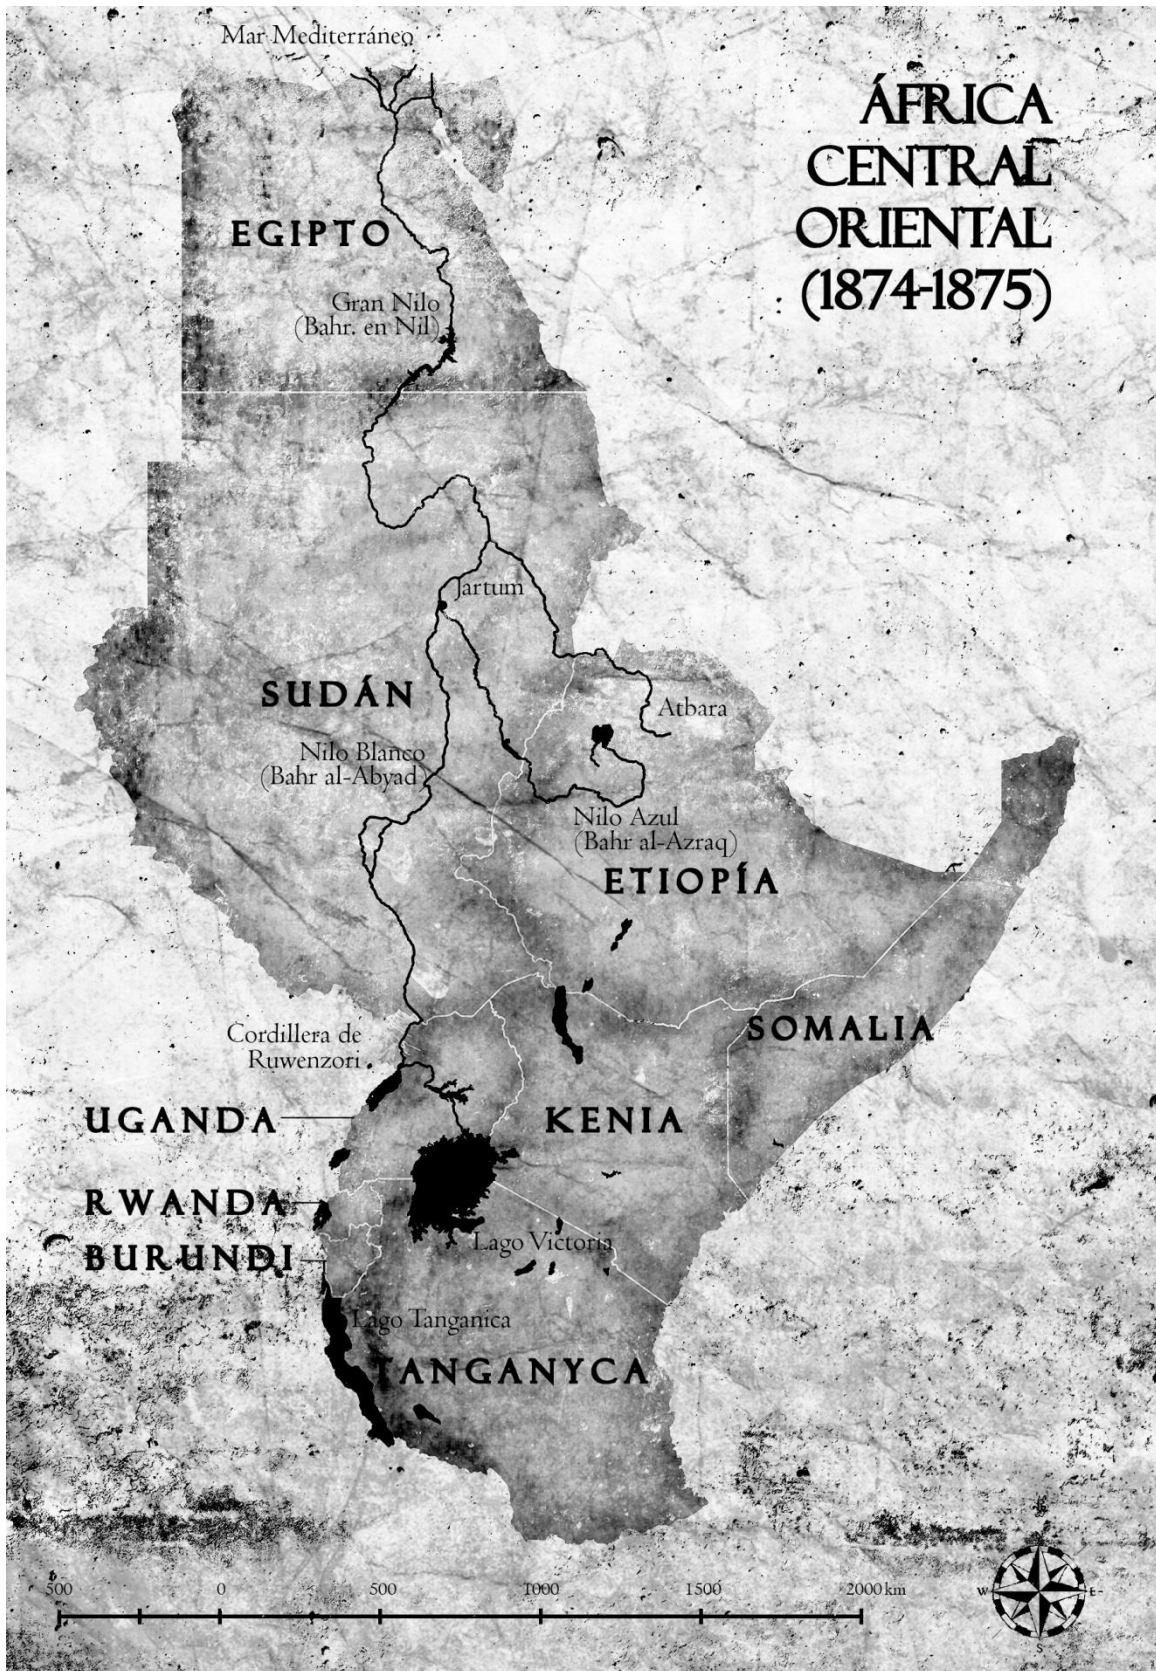 Mar Mediterráneo
ÁFRICA
CENTRAL
ORIENTAL
(1874-1875)
EGIPTO
Gran Nilo
(Bahr. en Nil)
Jartum
SUDÁN
Atbara
Nilo Blanco
(Bahr al-Abyad
Nilo Azul
(Bahr al-Azraq)
ETIOPÍA
SOMALIA
Cordillera de
Ruwenzori
UGANDA
KENIA
RWANDA
Lago Victoria
BURUNDI
Lago Tanganica
TANGANYCA
500 0 500 1000 1500 2000 km
W E
S